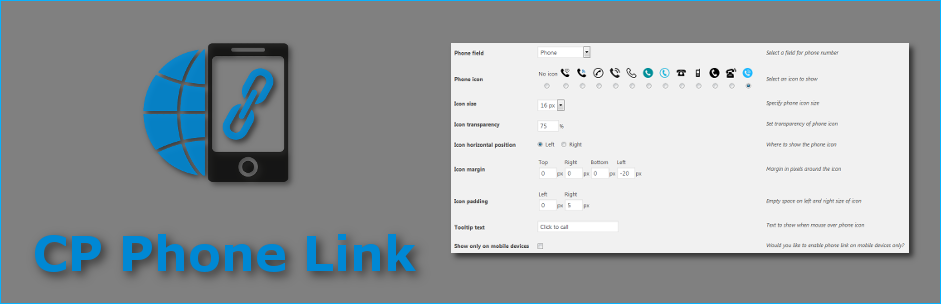 CP Phone Link
Phone field Phone Select a field for phone number
Phone icon No icon Select an icon to show
Icon size 16 px Specify phone icon size
Icon transparency 75 % Set transparency of phone icon
Icon horizontal position Left Right Where to show the phone icon
Top Right Bottom Left
Icon margin 0 px 0 px 0 px -20 px Margin in pixels around the icon
Left Right
Icon padding 0 px 5 px Empty space on left and right size of icon
Tooltip text Click to call Text to show when mouse over phone icon
Show only on mobile devices Would you like to enable phone link on mobile devices only?